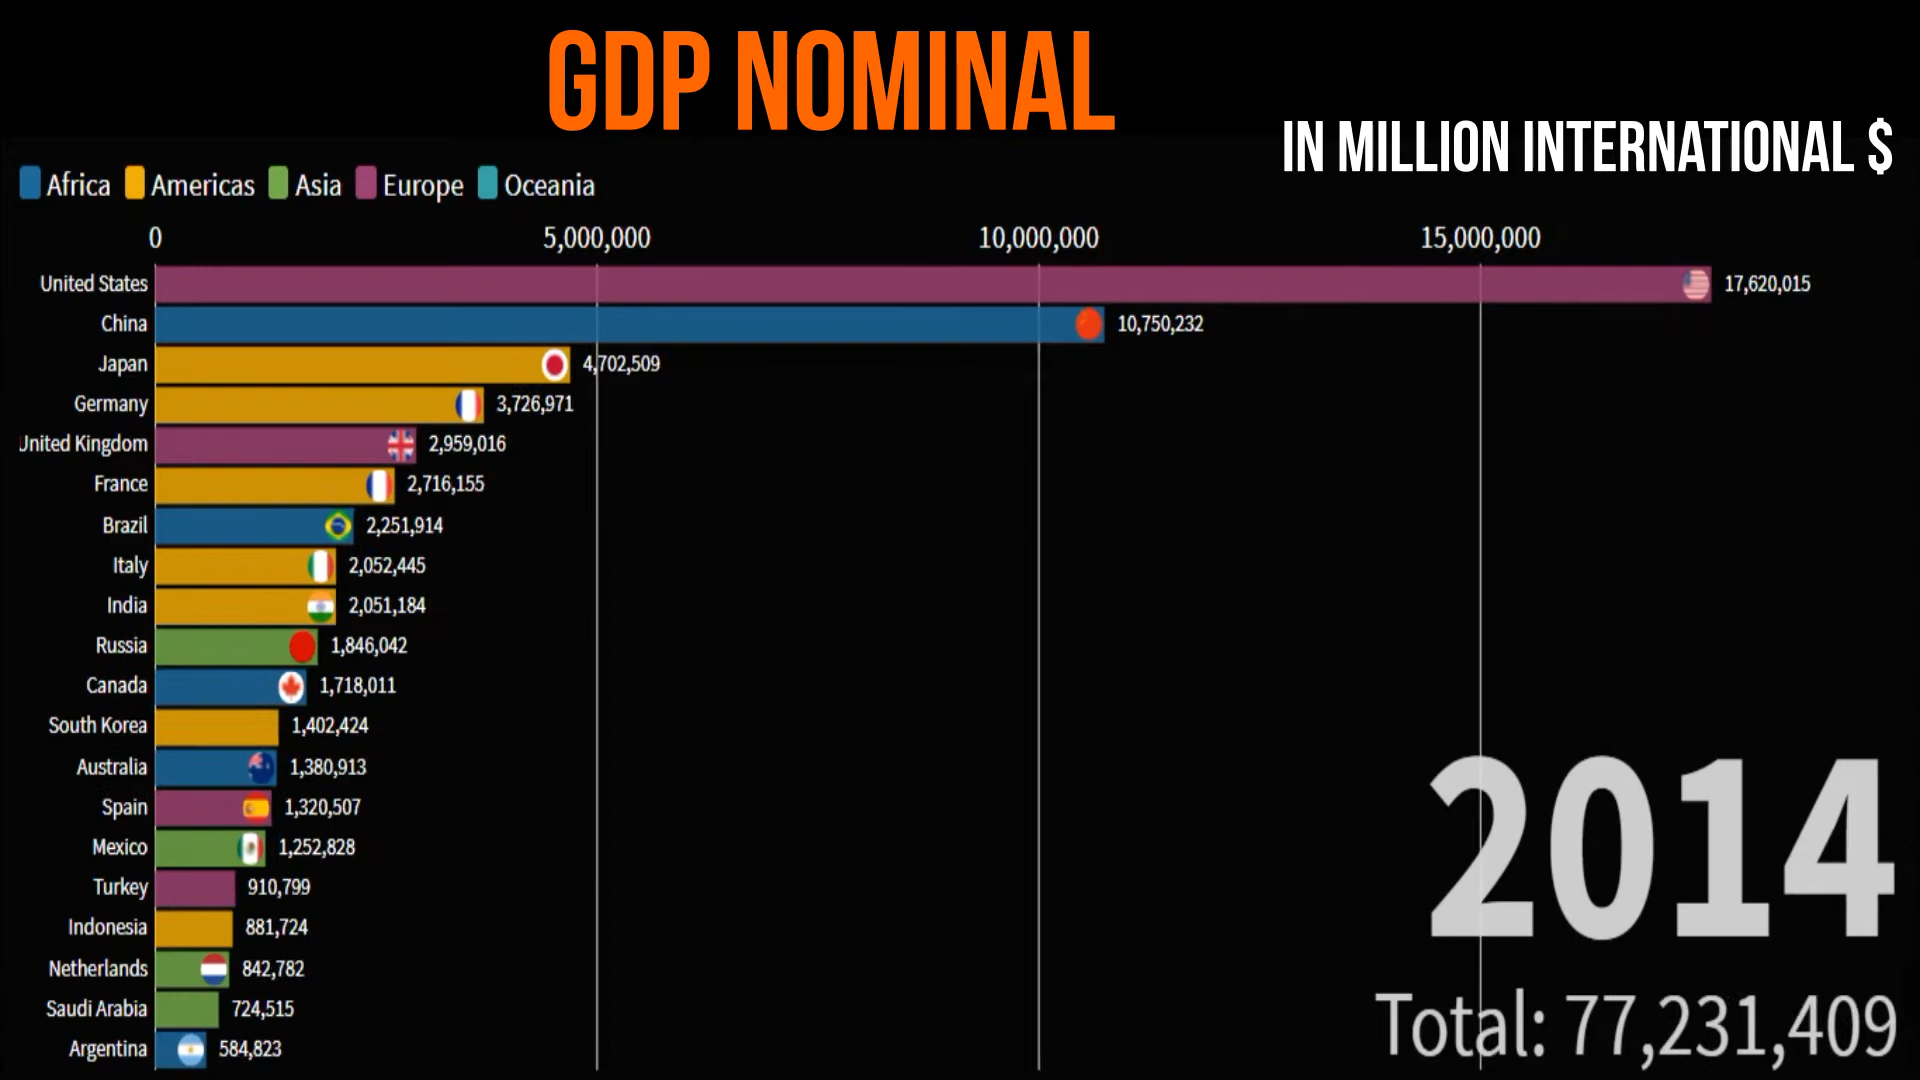 GDP NOMINAL
IN MILLION INTERNATIONAL $
Africa Americas Asia Europe Oceania
0 5,000,000 10,000,000 15,000,000
United States 17,620,015
China 10,750,232
Japan 4,702,509
Germany 3,726,971
United Kingdom 2,959,016
France 2,716,155
Brazil 2,251,914
Italy 2,052,445
India 2,051,184
Russia 1,846,042
Canada 1,718,011
South Korea 1,402,424
Australia 1,380,913
Spain 1,320,507
Mexico 1,252,828
Turkey 910,799
Indonesia 881,724
Netherlands 842,782
Saudi Arabia 724,515
Argentina 584,823
2014
Total: 77,231,409